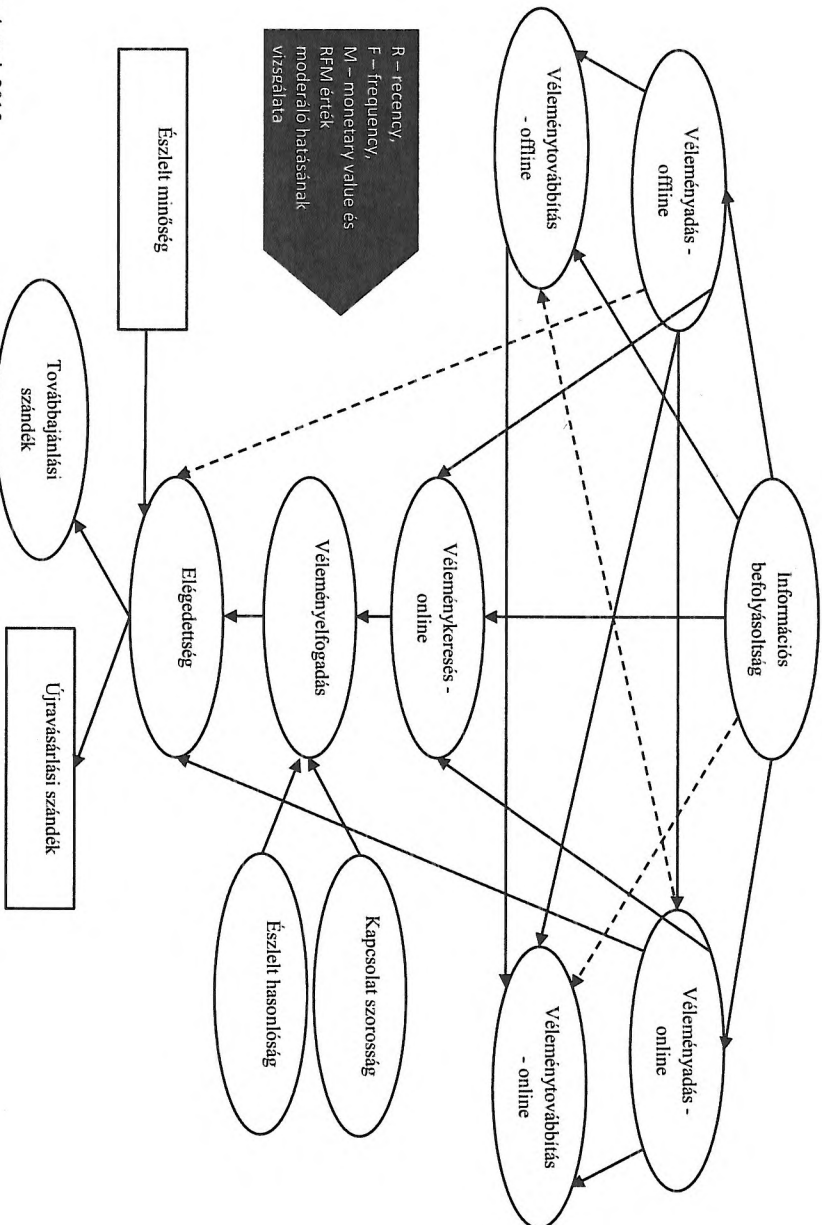 Információs
befolyásoltság
Véleményadás -
offline
Véleményadás -
online
Véleménytovábbítás
- offline
Véleménytovábbítás
- online
Véleménykeresés -
online
R – recency,
F – frequency,
M – monetary value és
RFM érték
moderáló hatásának
vizsgálata
Véleményelfogadás
Kapcsolat szorosság
Észlelt hasonlóság
Észlelt minőség
Elégedettség
Továbbajánlási
szándék
Újravásárlási szándék